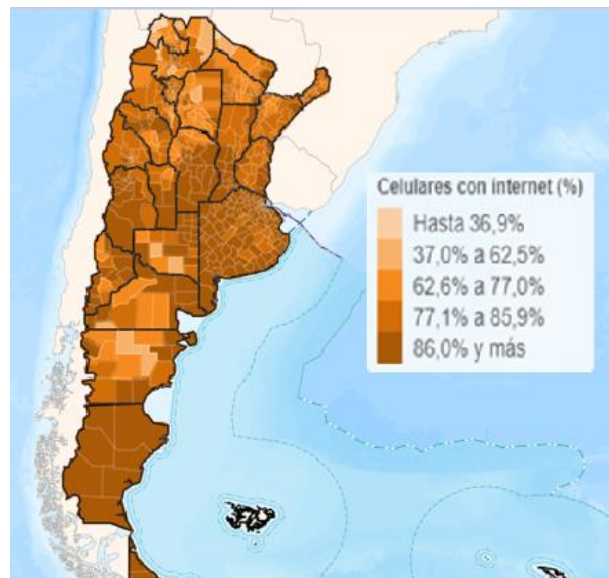 Celulares con internet (%)
Hasta 36,9%
37,0% a 62,5%
62,6% a 77,0%
77,1% a 85,9%
86,0% y más